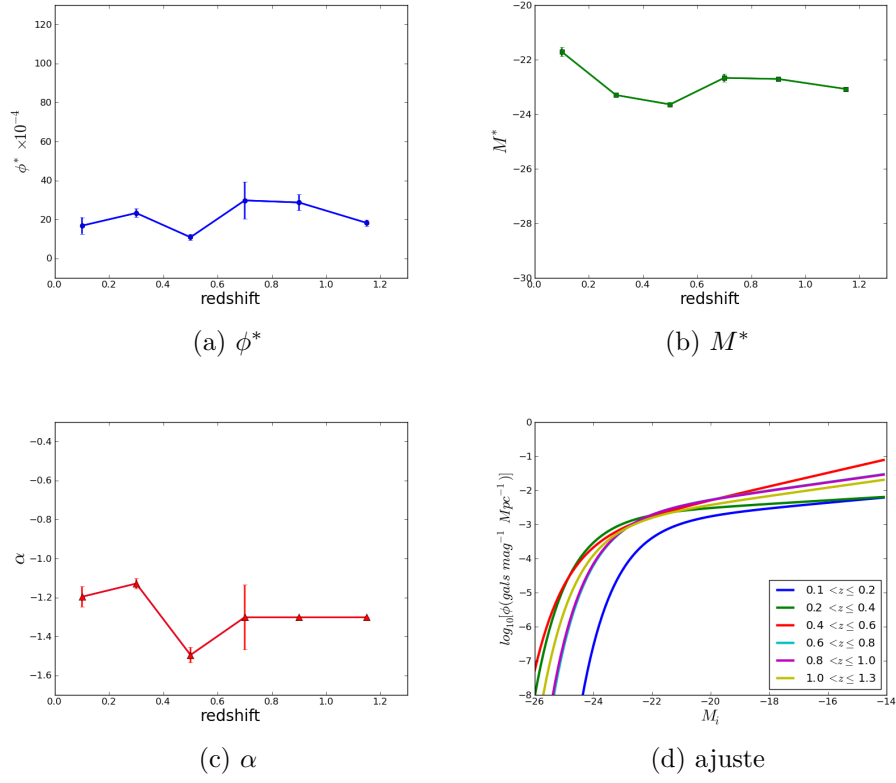 120
100
80
60
40
20
0
ϕ* ×10⁻⁴
0.0 0.2 0.4 0.6 0.8 1.0 1.2
redshift
(a) ϕ*
−20
−22
−24
−26
−28
−30
M*
0.0 0.2 0.4 0.6 0.8 1.0 1.2
redshift
(b) M*
−0.4
−0.6
−0.8
−1.0
−1.2
−1.4
−1.6
α
0.0 0.2 0.4 0.6 0.8 1.0 1.2
redshift
(c) α
0
−1
−2
−3
−4
−5
−6
−7
−8
log₁₀[ϕ(gals mag⁻¹ Mpc⁻¹)]
0.1 <z≤ 0.2
0.2 <z≤ 0.4
0.4 <z≤ 0.6
0.6 <z≤ 0.8
0.8 <z≤ 1.0
1.0 <z≤ 1.3
−26 −24 −22 −20 −18 −16 −14
Mᵢ
(d) ajuste